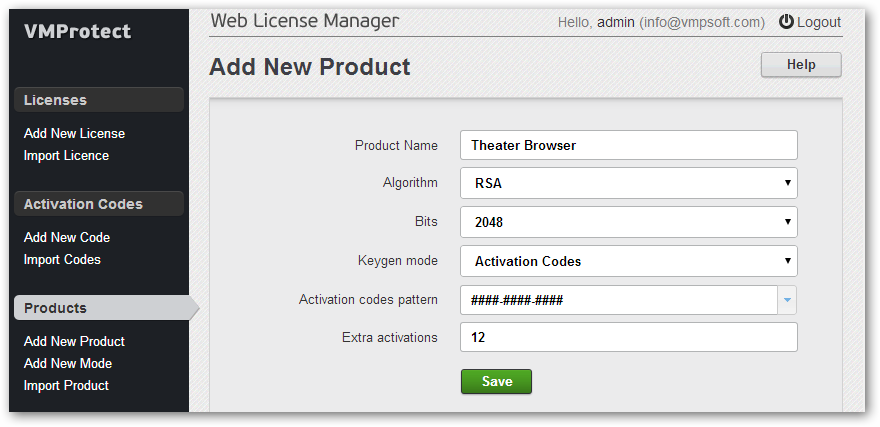 VMProtect
Web License Manager
Hello, admin (info@vmpsoft.com) Logout
Add New Product
Help
Licenses
Add New License
Import Licence
Activation Codes
Add New Code
Import Codes
Products
Add New Product
Add New Mode
Import Product
Product Name Theater Browser
Algorithm RSA
Bits 2048
Keygen mode Activation Codes
Activation codes pattern ####-####-####
Extra activations 12
Save